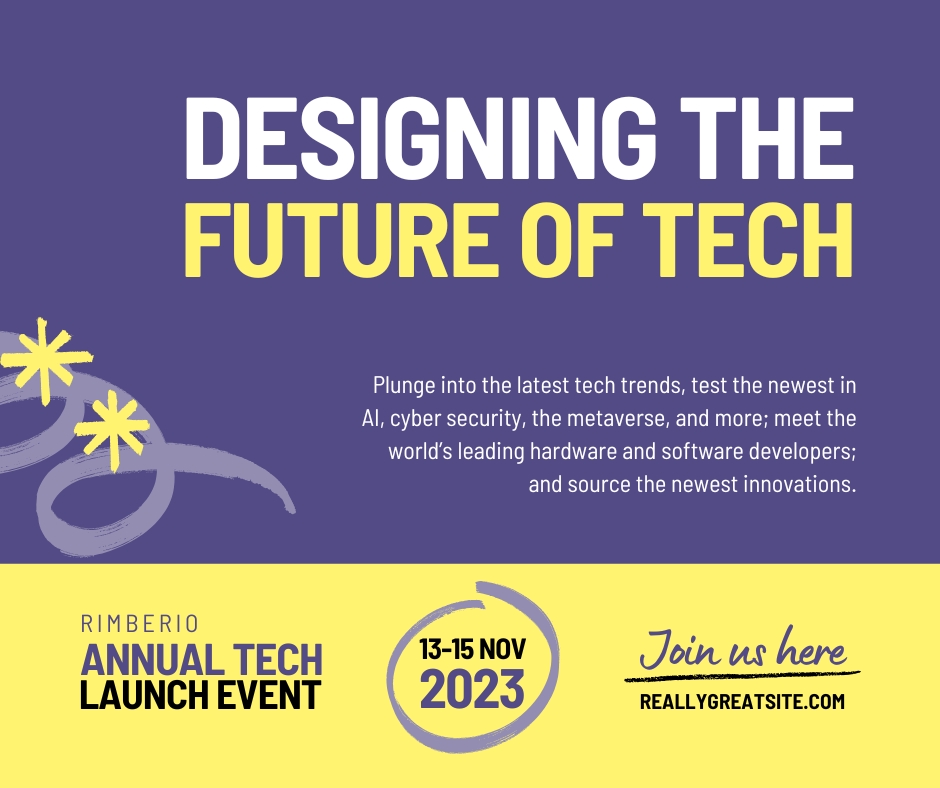 DESIGNING THE
FUTURE OF TECH
Plunge into the latest tech trends, test the newest in
AI, cyber security, the metaverse, and more; meet the
world’s leading hardware and software developers;
and source the newest innovations.
RIMBERIO
ANNUAL TECH
LAUNCH EVENT
13-15 NOV
2023
Join us here
REALLYGREATSITE.COM